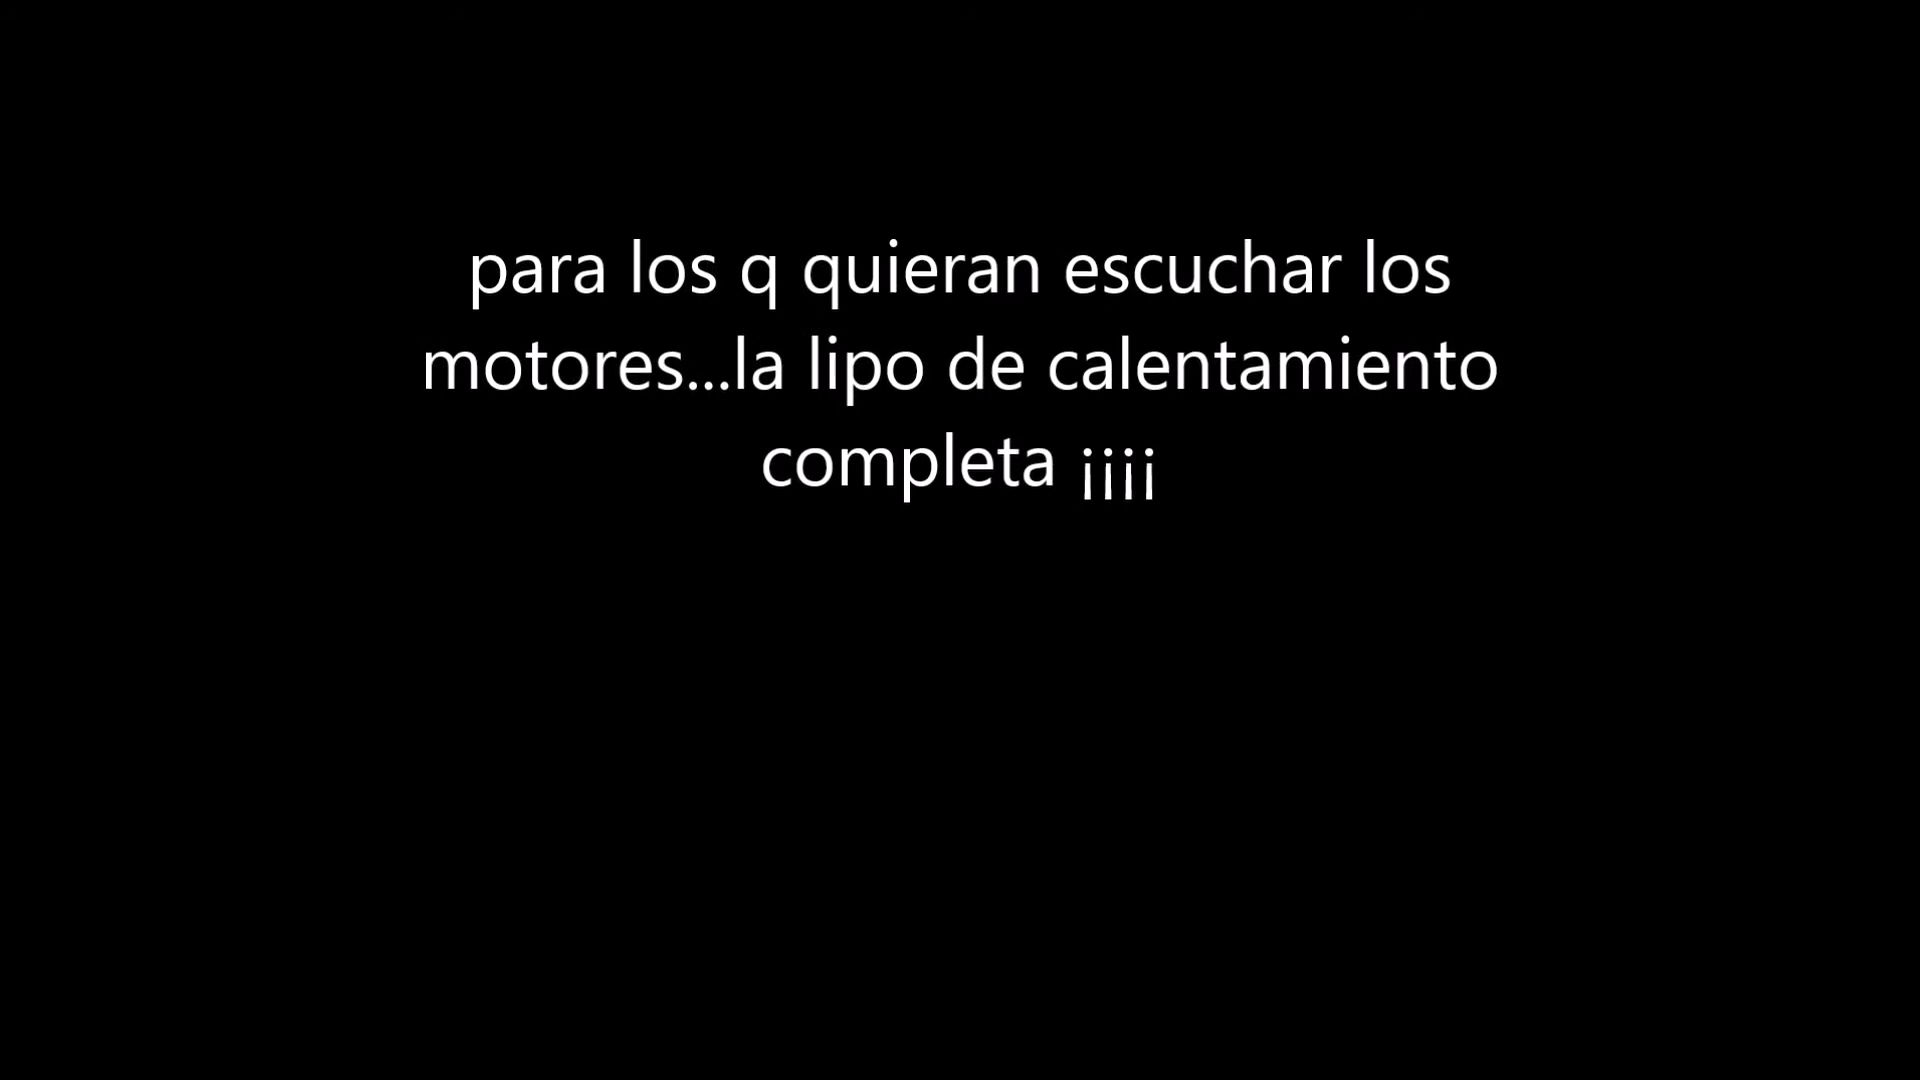 para los q quieran escuchar los
motores...la lipo de calentamiento
completa ¡¡¡¡